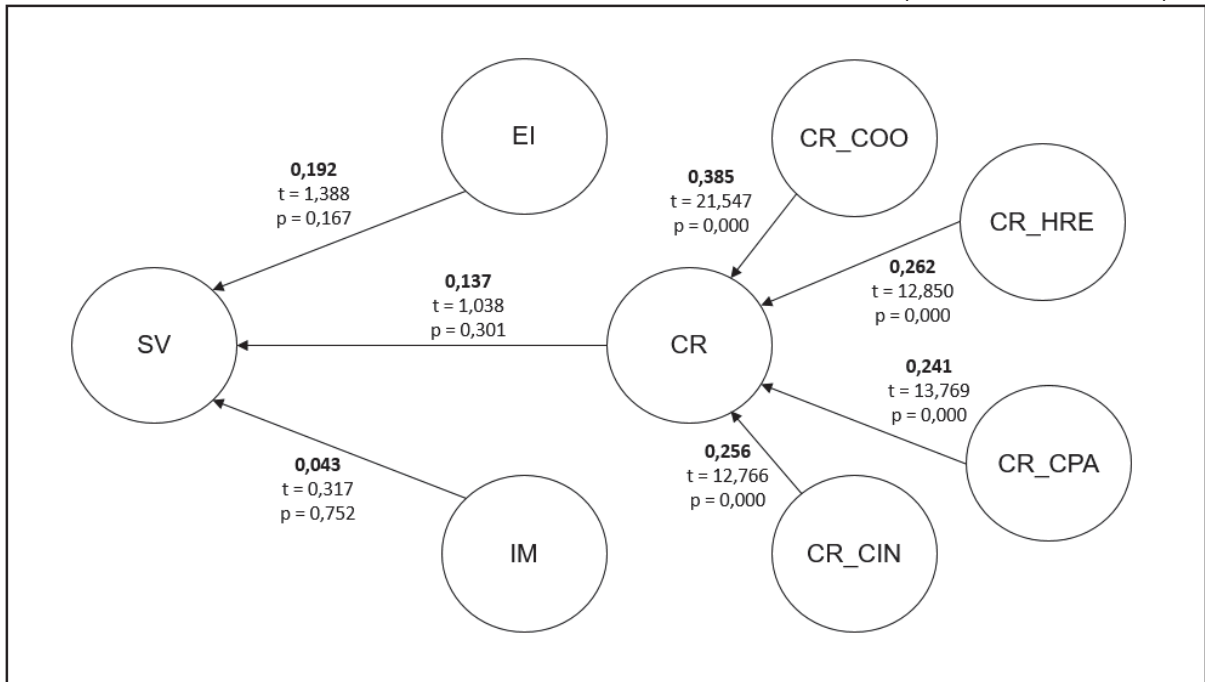 EI
CR_COO
0,192
t = 1,388
p = 0,167
0,385
t = 21,547
p = 0,000
CR_HRE
0,262
t = 12,850
p = 0,000
0,137
t = 1,038
p = 0,301
SV
CR
0,241
t = 13,769
p = 0,000
0,043
t = 0,317
p = 0,752
0,256
t = 12,766
p = 0,000
CR_CPA
IM
CR_CIN